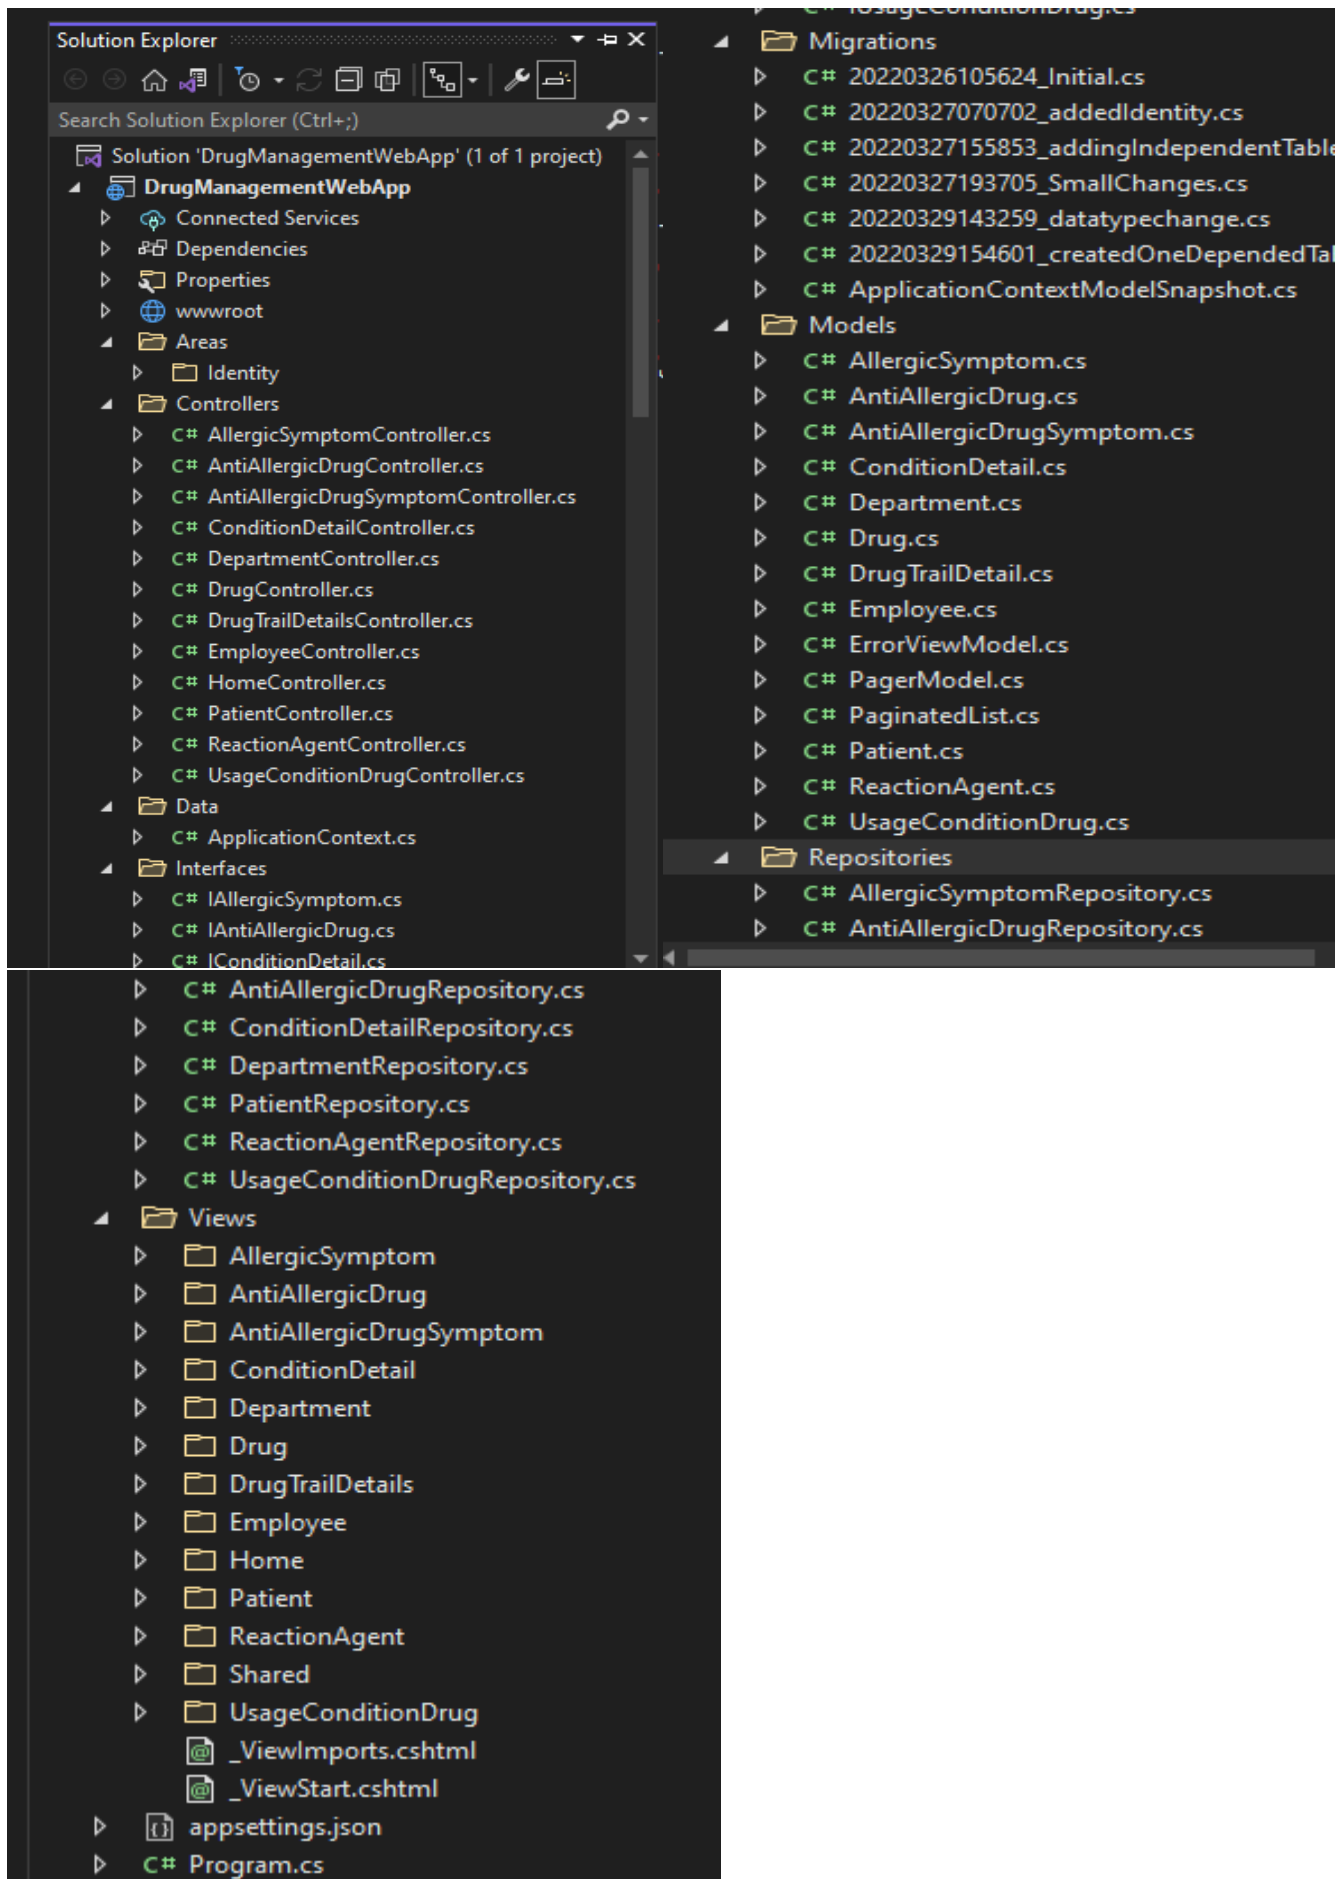 Solution Explorer
Search Solution Explorer (Ctrl+;)
Solution 'DrugManagementWebApp' (1 of 1 project)
DrugManagementWebApp
Connected Services
Dependencies
Properties
wwwroot
Areas
Identity
Controllers
C# AllergicSymptomController.cs
C# AntiAllergicDrugController.cs
C# AntiAllergicDrugSymptomController.cs
C# ConditionDetailController.cs
C# DepartmentController.cs
C# DrugController.cs
C# DrugTrailDetailsController.cs
C# EmployeeController.cs
C# HomeController.cs
C# PatientController.cs
C# ReactionAgentController.cs
C# UsageConditionDrugController.cs
Data
C# ApplicationContext.cs
Interfaces
C# IAllergicSymptom.cs
C# IAntiAllergicDrug.cs
C# IConditionDetail.cs
C# IUsageConditionDrug.cs
Migrations
C# 20220326105624_Initial.cs
C# 20220327070702_addedIdentity.cs
C# 20220327155853_addingIndependentTable
C# 20220327193705_SmallChanges.cs
C# 20220329143259_datatypechange.cs
C# 20220329154601_createdOneDependedTal
C# ApplicationContextModelSnapshot.cs
Models
C# AllergicSymptom.cs
C# AntiAllergicDrug.cs
C# AntiAllergicDrugSymptom.cs
C# ConditionDetail.cs
C# Department.cs
C# Drug.cs
C# DrugTrailDetail.cs
C# Employee.cs
C# ErrorViewModel.cs
C# PagerModel.cs
C# PaginatedList.cs
C# Patient.cs
C# ReactionAgent.cs
C# UsageConditionDrug.cs
Repositories
C# AllergicSymptomRepository.cs
C# AntiAllergicDrugRepository.cs
C# AntiAllergicDrugRepository.cs
C# ConditionDetailRepository.cs
C# DepartmentRepository.cs
C# PatientRepository.cs
C# ReactionAgentRepository.cs
C# UsageConditionDrugRepository.cs
Views
AllergicSymptom
AntiAllergicDrug
AntiAllergicDrugSymptom
ConditionDetail
Department
Drug
DrugTrailDetails
Employee
Home
Patient
ReactionAgent
Shared
UsageConditionDrug
_ViewImports.cshtml
_ViewStart.cshtml
appsettings.json
C# Program.cs